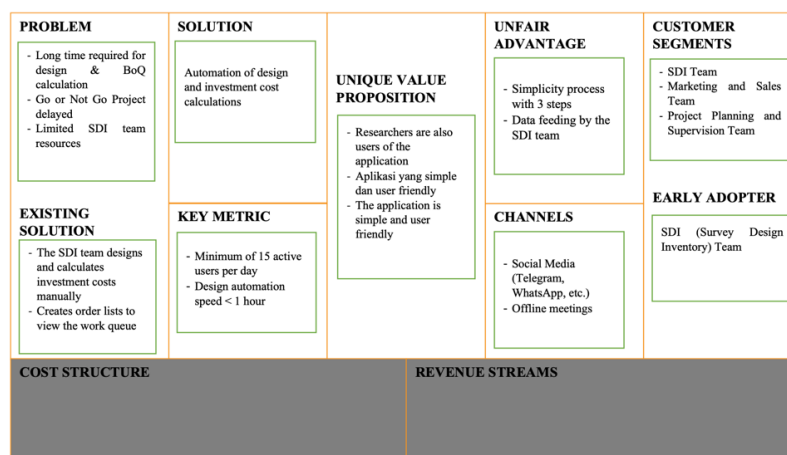 PROBLEM
- Long time required for
design & BoQ
calculation
- Go or Not Go Project
delayed
- Limited SDI team
resources
EXISTING
SOLUTION
- The SDI team designs
and calculates
investment costs
manually
- Creates order lists to
view the work queue
SOLUTION
Automation of design
and investment cost
calculations
KEY METRIC
- Minimum of 15 active
users per day
- Design automation
speed < 1 hour
UNIQUE VALUE
PROPOSITION
- Researchers are also
users of the
application
- Aplikasi yang simple
dan user friendly
- The application is
simple and user
friendly
UNFAIR
ADVANTAGE
- Simplicity process
with 3 steps
- Data feeding by the
SDI team
CHANNELS
- Social Media
(Telegram,
WhatsApp, etc.)
- Offline meetings
CUSTOMER
SEGMENTS
- SDI Team
- Marketing and Sales
Team
- Project Planning and
Supervision Team
EARLY ADOPTER
SDI (Survey Design
Inventory) Team
COST STRUCTURE
REVENUE STREAMS